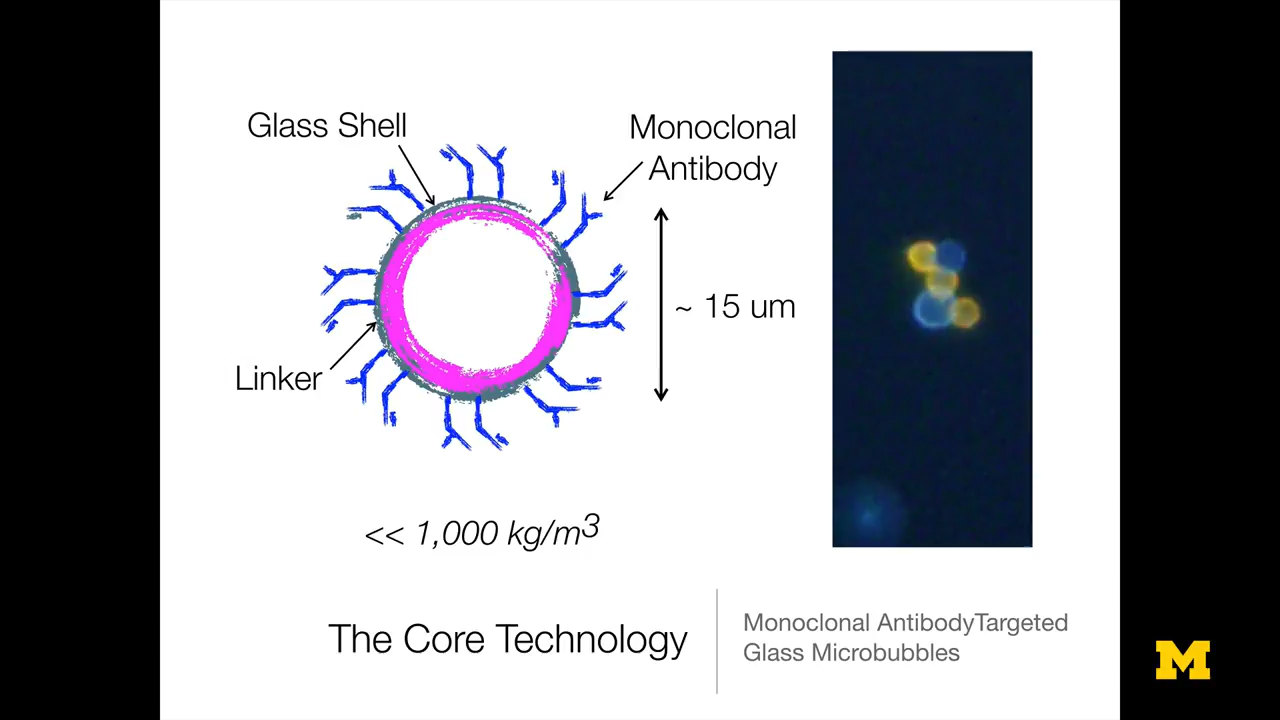 Glass Shell
Monoclonal
Antibody
~ 15 um
Linker
<< 1,000 kg/m3
The Core Technology
Monoclonal AntibodyTargeted
Glass Microbubbles
M